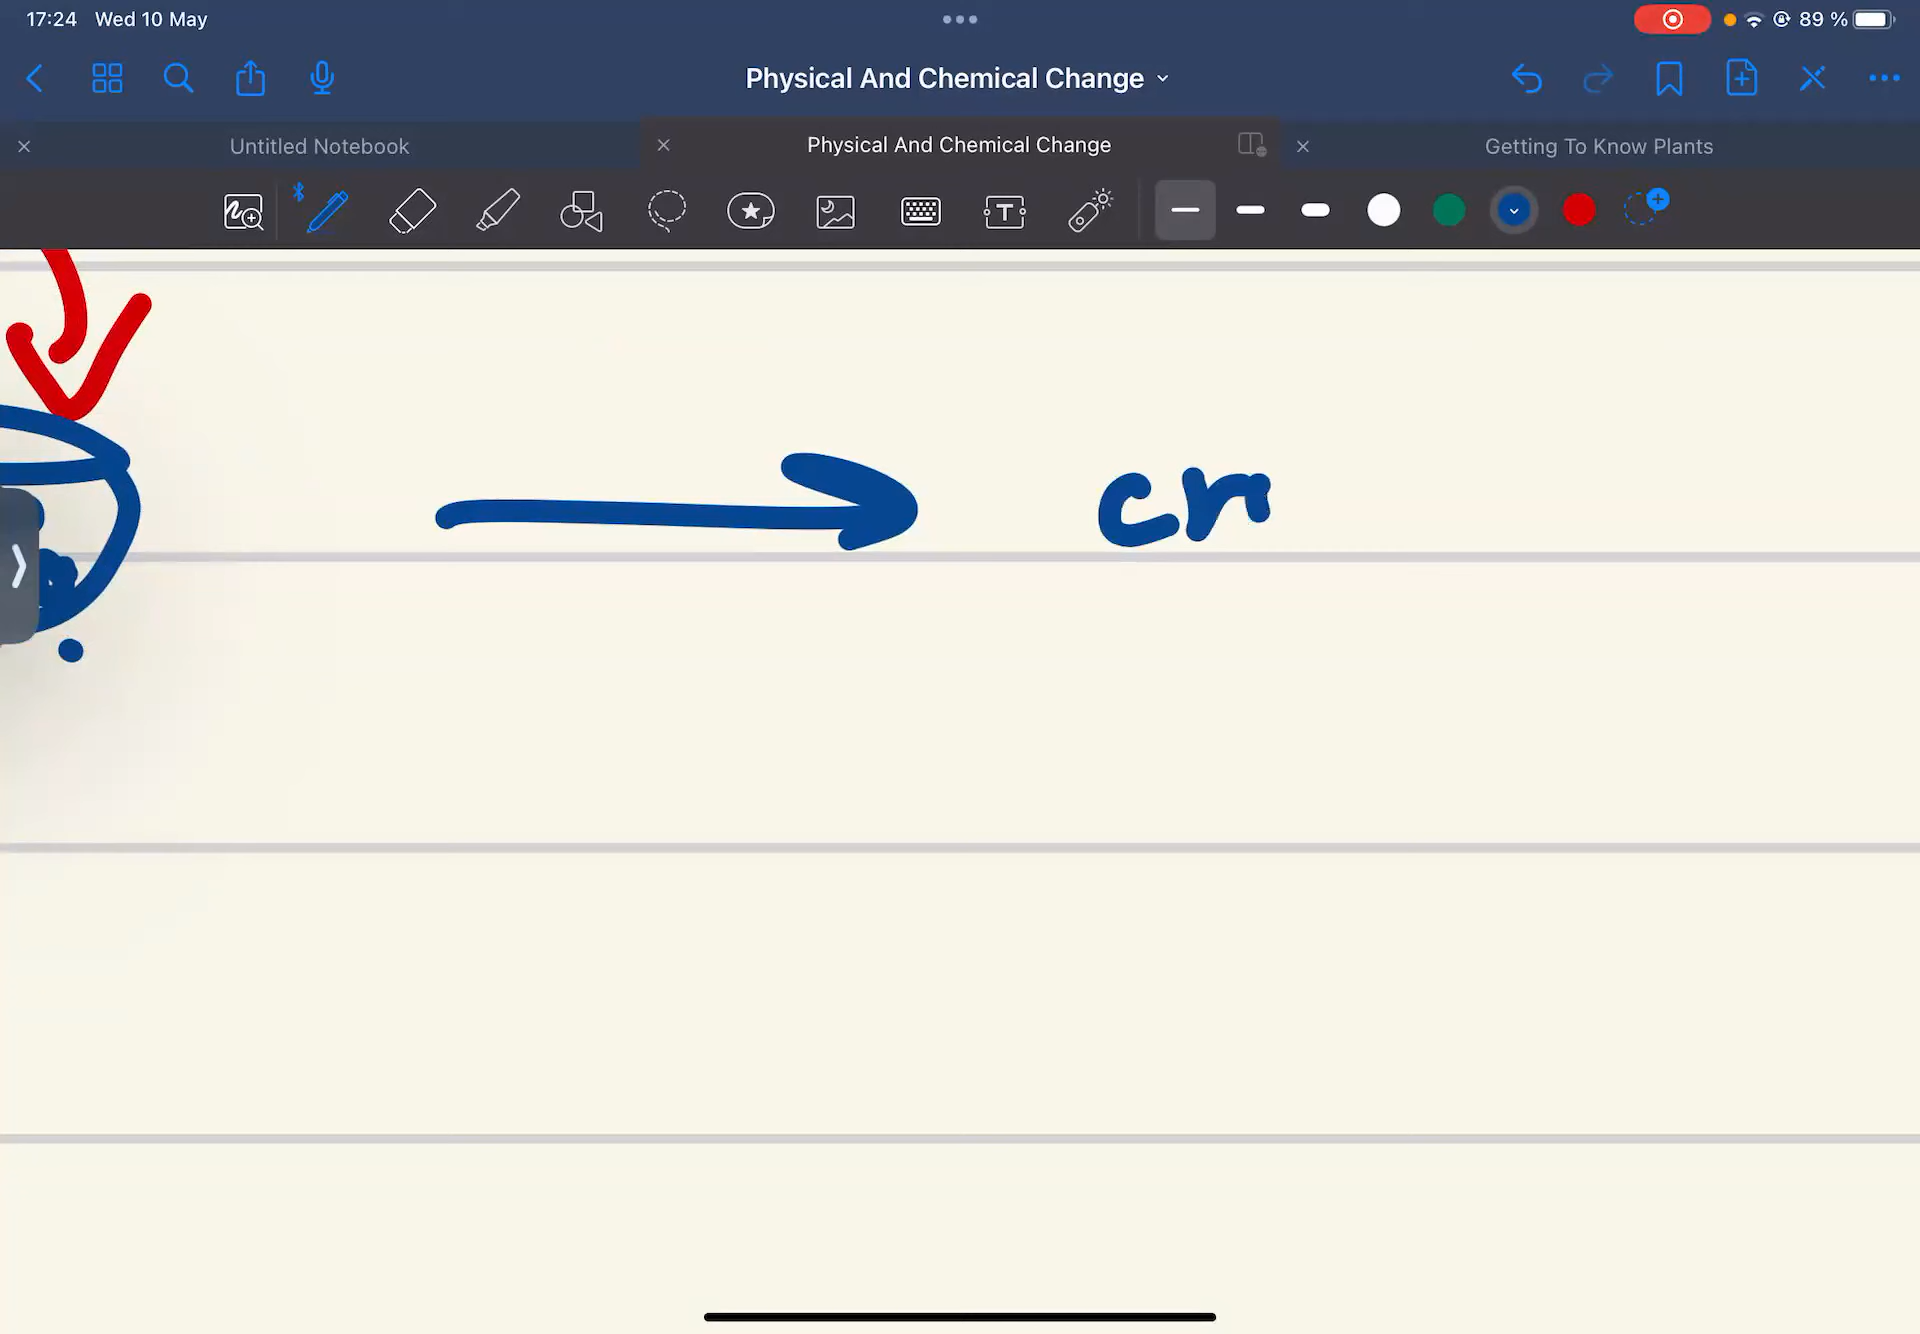 17:24 Wed 10 May 89 %
Physical And Chemical Change
Untitled Notebook Physical And Chemical Change Getting To Know Plants
T
cr